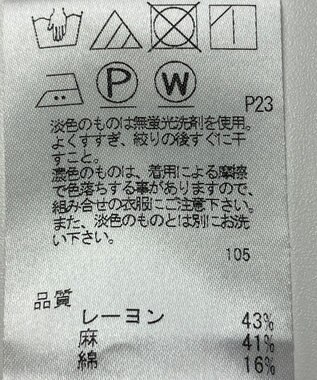 P W
P23
淡色のものは無蛍光洗剤を使用。
よくすすぎ、絞りの後すぐに干
すこと。
濃色のものは、着用による摩擦
で色落ちする事がありますので、
組み合せの衣服にご注意下さい。
また、淡色のものとは別にお洗
い下さい。
105
品質
レーヨン 43%
麻 41%
綿 16%